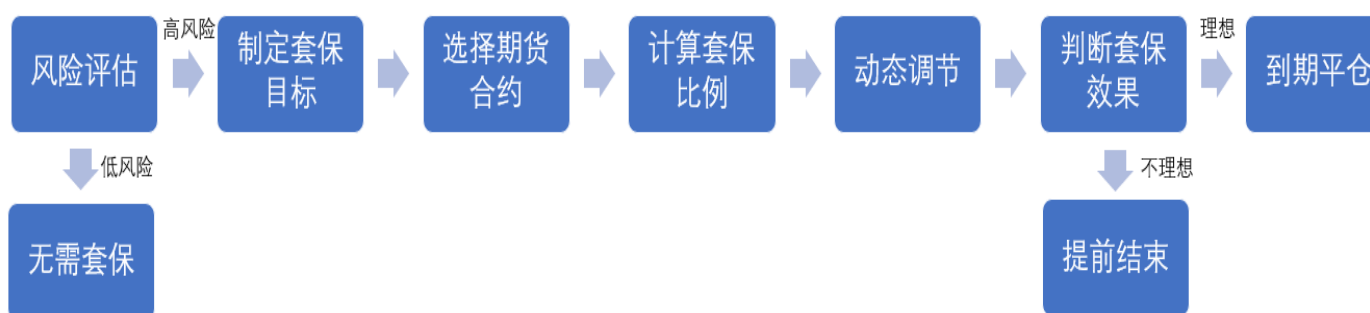 风险评估
高风险
制定套保
目标
选择期货
合约
计算套保
比例
动态调节
判断套保
效果
理想
到期平仓
低风险
不理想
无需套保
提前结束